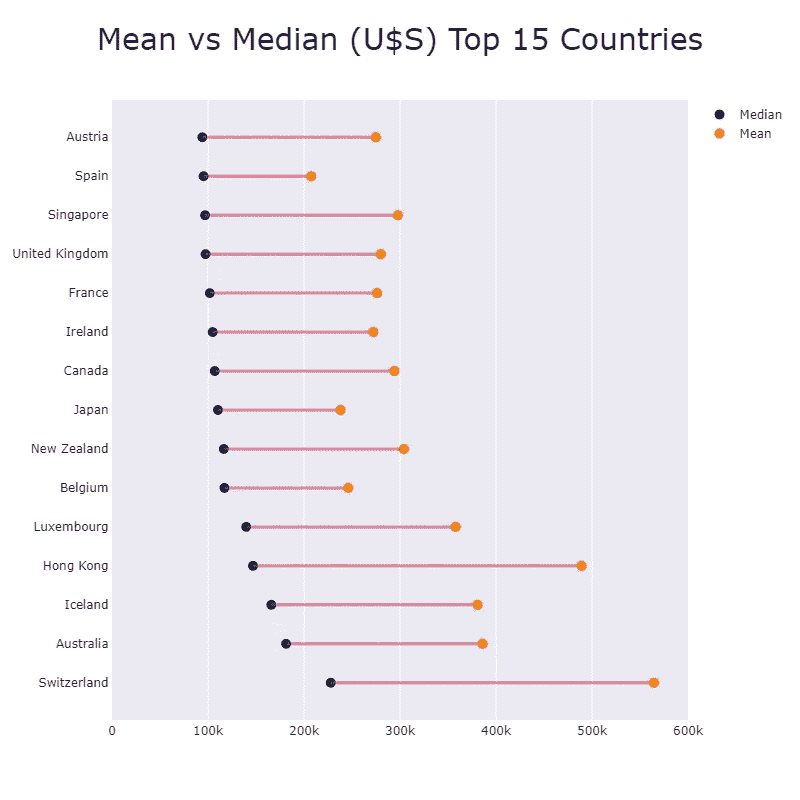 Mean vs Median (U$S) Top 15 Countries
Median
Mean
Austria
Spain
Singapore
United Kingdom
France
Ireland
Canada
Japan
New Zealand
Belgium
Luxembourg
Hong Kong
Iceland
Australia
Switzerland
0 100k 200k 300k 400k 500k 600k